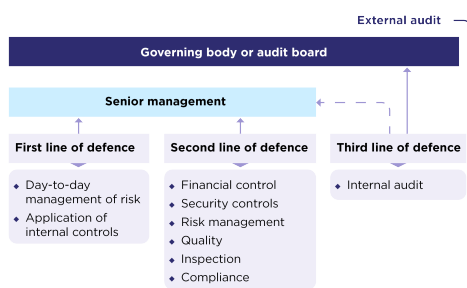 External audit
Governing body or audit board
Senior management
First line of defence
Second line of defence
Third line of defence
Day-to-day
management of risk
Application of
internal controls
Financial control
Security controls
Risk management
Quality
Inspection
Compliance
Internal audit